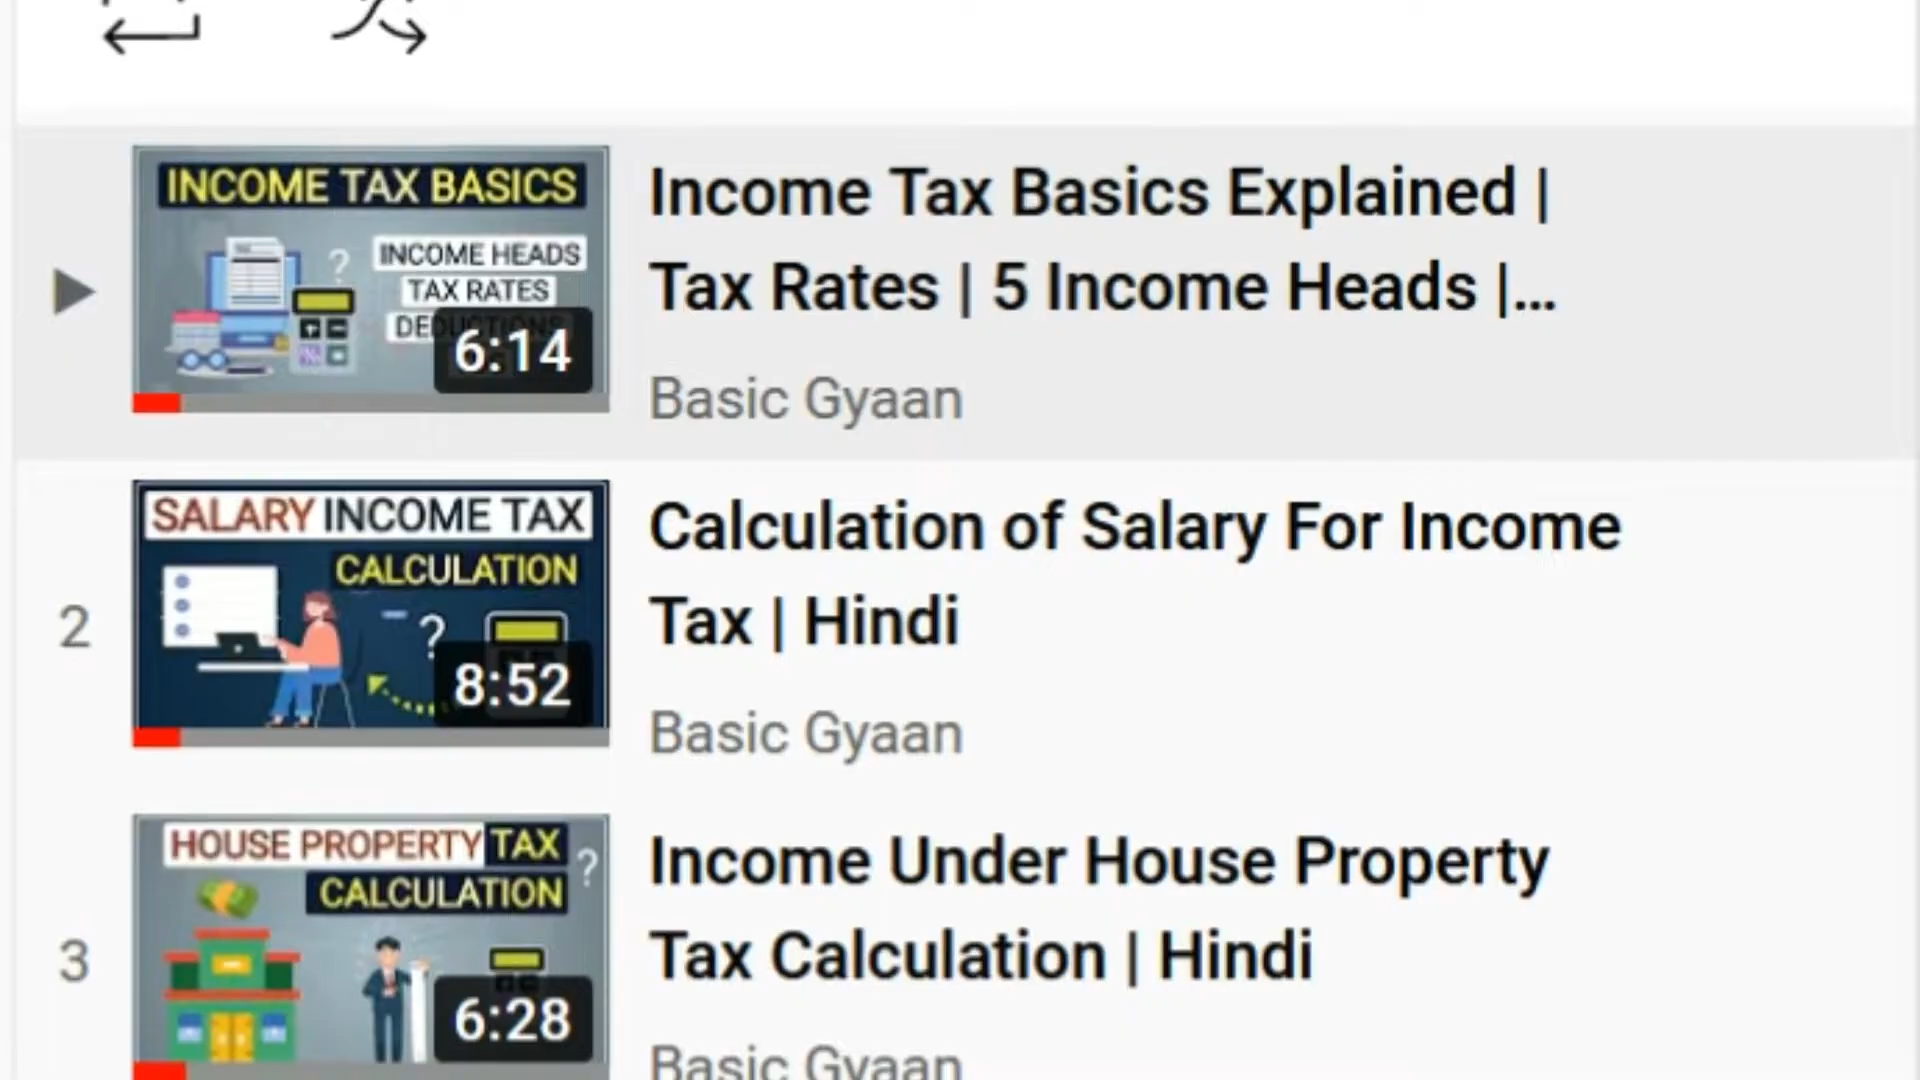 INCOME TAX BASICS
INCOME HEADS
TAX RATES
DEDUCTIONS
6:14
Income Tax Basics Explained |
Tax Rates | 5 Income Heads |...
Basic Gyaan
2
SALARY INCOME TAX
CALCULATION
?
8:52
Calculation of Salary For Income
Tax | Hindi
Basic Gyaan
3
HOUSE PROPERTY TAX
CALCULATION
?
6:28
Income Under House Property
Tax Calculation | Hindi
Basic Gyaan